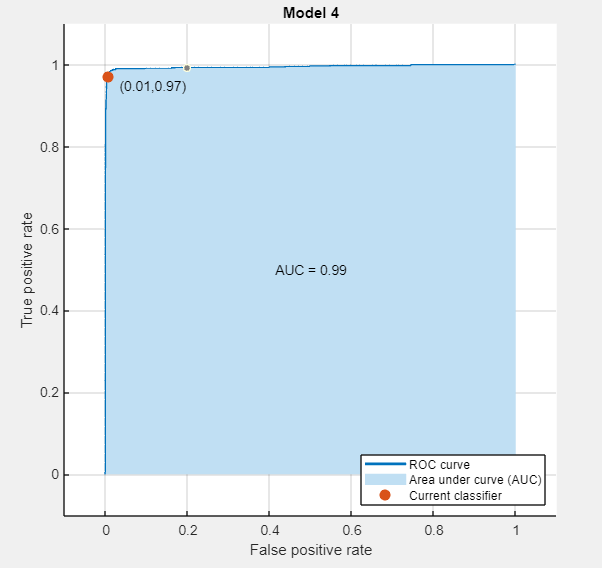 Model 4
1
(0.01,0.97)
0.8
0.6
AUC = 0.99
0.4
0.2
0
True positive rate
ROC curve
Area under curve (AUC)
Current classifier
0 0.2 0.4 0.6 0.8 1
False positive rate